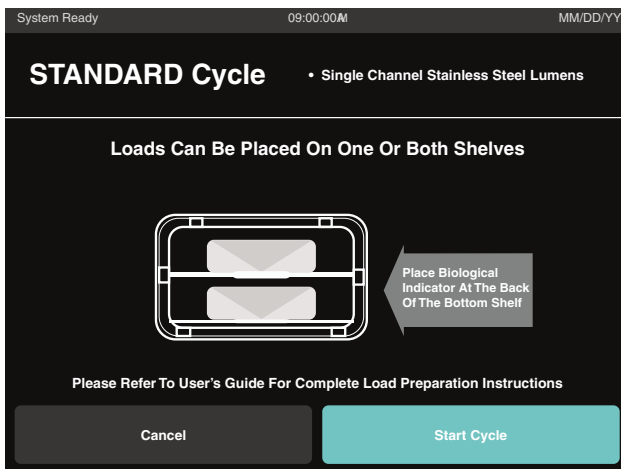 System Ready 09:00:00AM MM/DD/YY
STANDARD Cycle • Single Channel Stainless Steel Lumens
Loads Can Be Placed On One Or Both Shelves
Place Biological
Indicator At The Back
Of The Bottom Shelf
Please Refer To User's Guide For Complete Load Preparation Instructions
Cancel Start Cycle